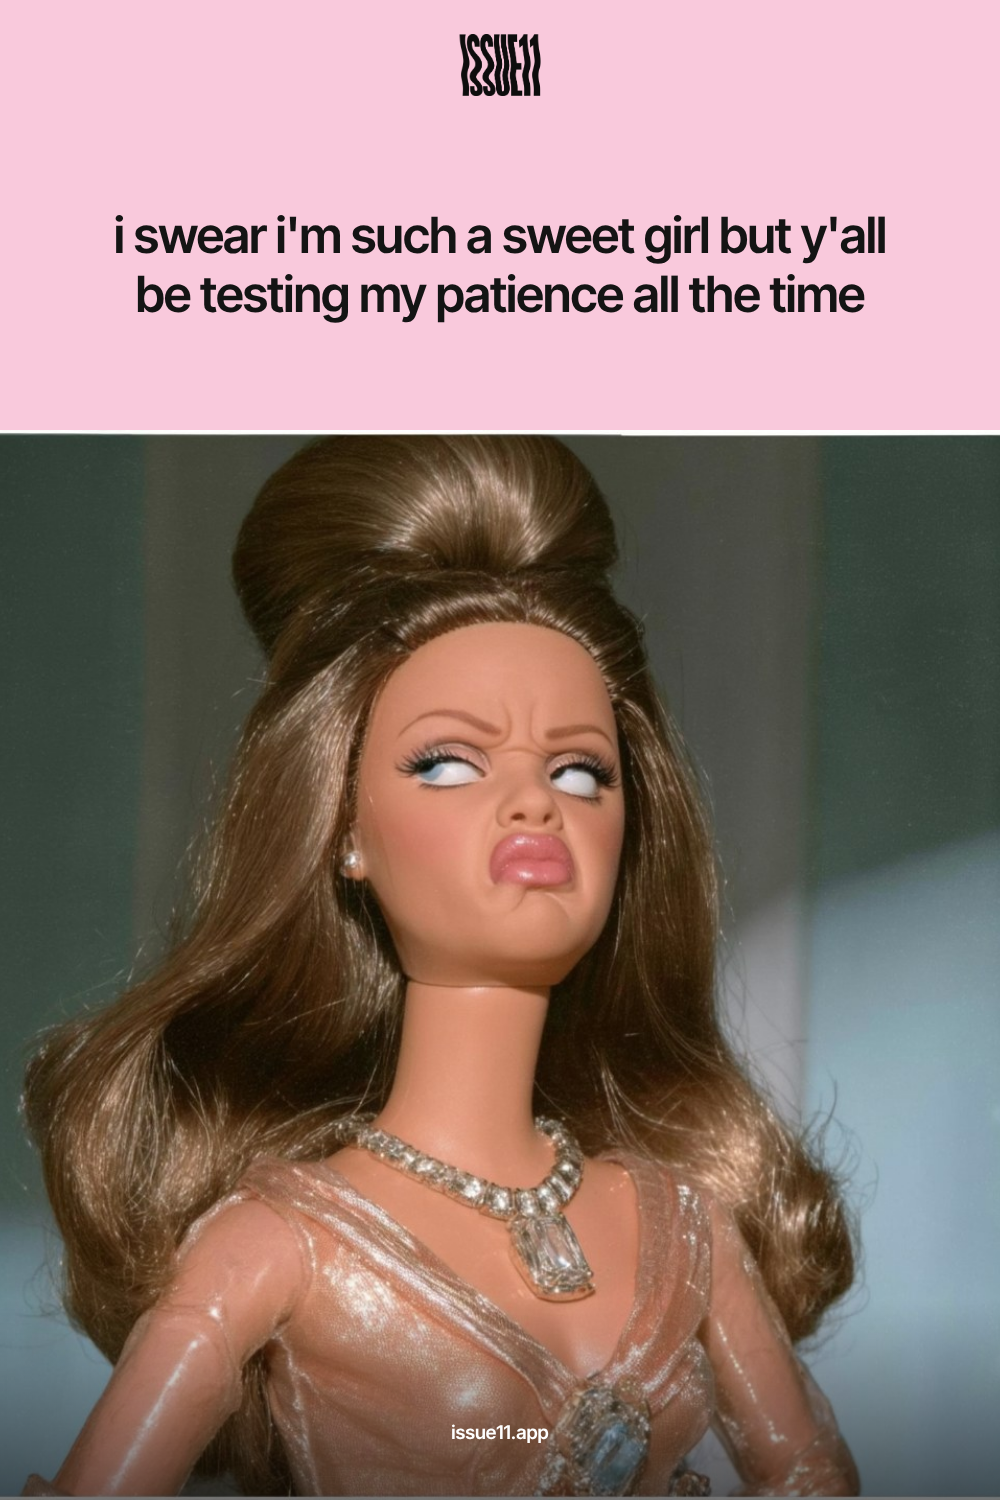 ISSUE11
i swear i'm such a sweet girl but y'all
be testing my patience all the time
issue11.app